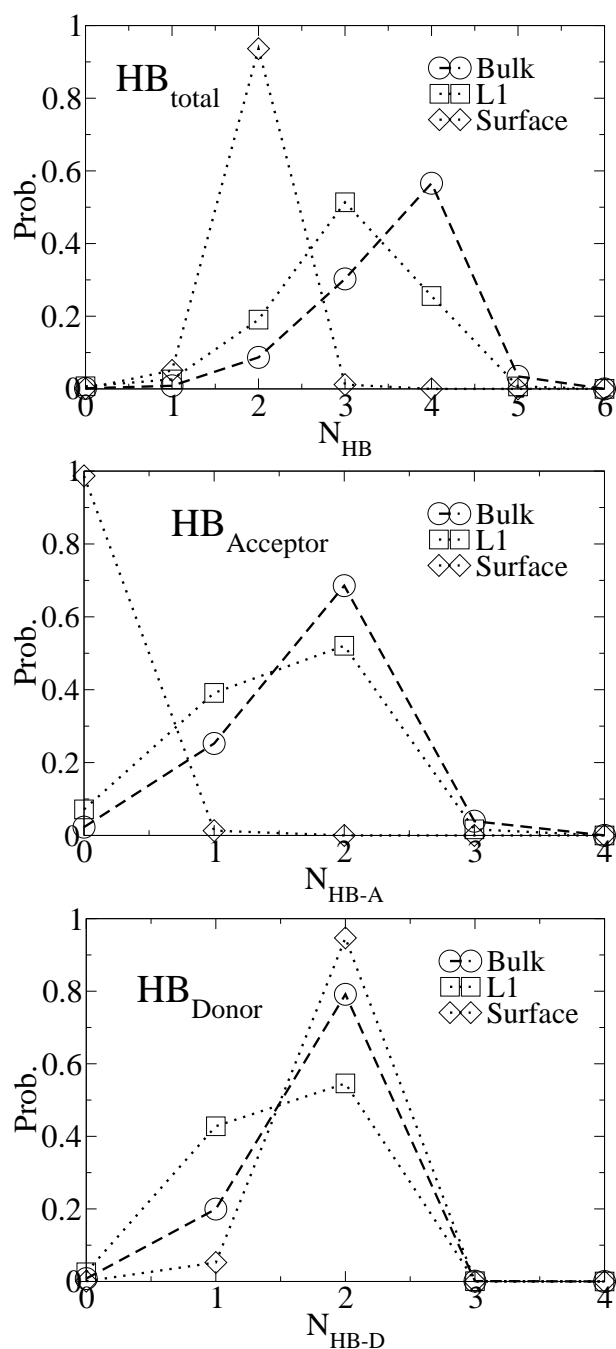 1
HB_total
Bulk
L1
Surface
0.8
0.6
Prob.
0.4
0.2
0
0 1 2 3 4 5 6
N_HB
1
HB_Acceptor
Bulk
L1
Surface
0.8
0.6
Prob.
0.4
0.2
0
0 1 2 3 4
N_HB-A
1
HB_Donor
Bulk
L1
Surface
0.8
0.6
Prob.
0.4
0.2
0
0 1 2 3 4
N_HB-D